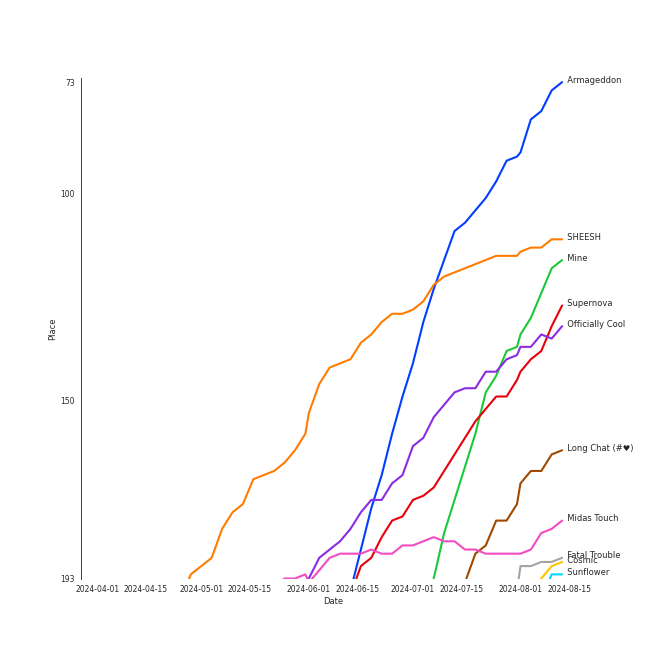 73
100
150
193
Place
Armageddon
SHEESH
Mine
Supernova
Officially Cool
Long Chat (#♥)
Midas Touch
Fatal Trouble
Cosmic
Sunflower
2024-04-01 2024-04-15 2024-05-01 2024-05-15 2024-06-01 2024-06-15 2024-07-01 2024-07-15 2024-08-01 2024-08-15
Date